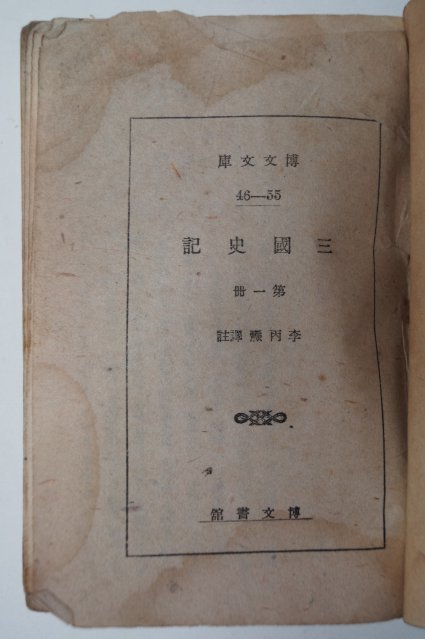 博文文庫
46—55
三國史記
第一冊
李丙燾 譯註
博文書館